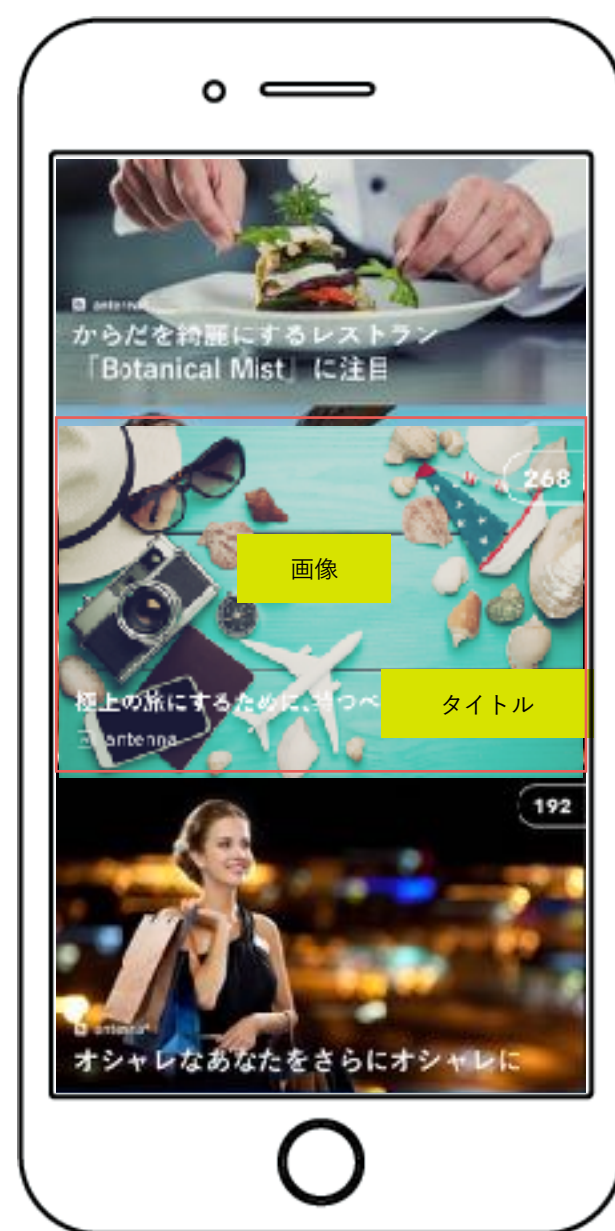 antenna*
からだを綺麗にするレストラン
「Botanical Mist」に注目
268
画像
極上の旅にするために、持つべ
タイトル
antenna
192
antenna*
オシャレなあなたをさらにオシャレに